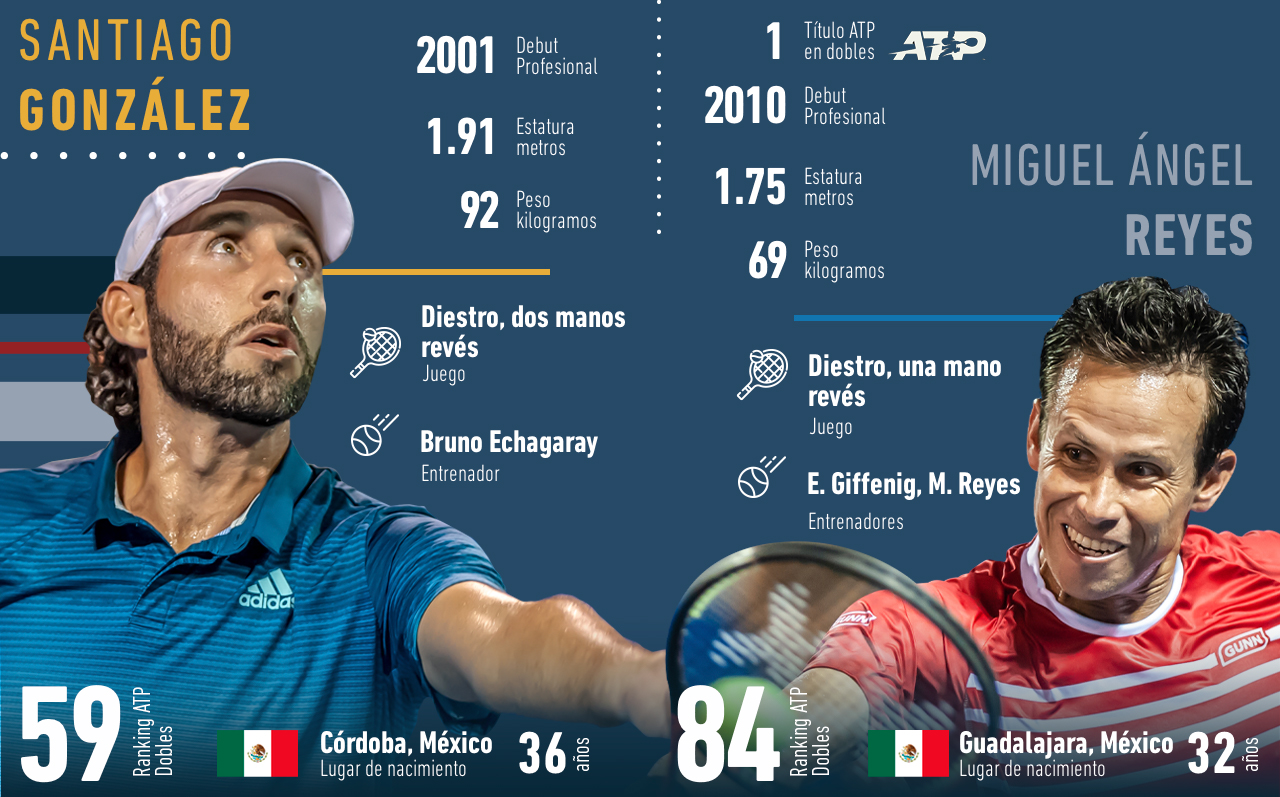 SANTIAGO
GONZÁLEZ
2001
Debut
Profesional
1.91
Estatura
metros
92
Peso
kilogramos
Diestro, dos manos
revés
Juego
Bruno Echagaray
Entrenador
adidas
59
Ranking ATP
Dobles
Córdoba, México
Lugar de nacimiento
36
años
1
Título ATP
en dobles
ATP
2010
Debut
Profesional
1.75
Estatura
metros
69
Peso
kilogramos
MIGUEL ÁNGEL
REYES
Diestro, una mano
revés
Juego
E. Giffenig, M. Reyes
Entrenadores
GUNN
GUNN
84
Ranking ATP
Dobles
Guadalajara, México
Lugar de nacimiento
32
años